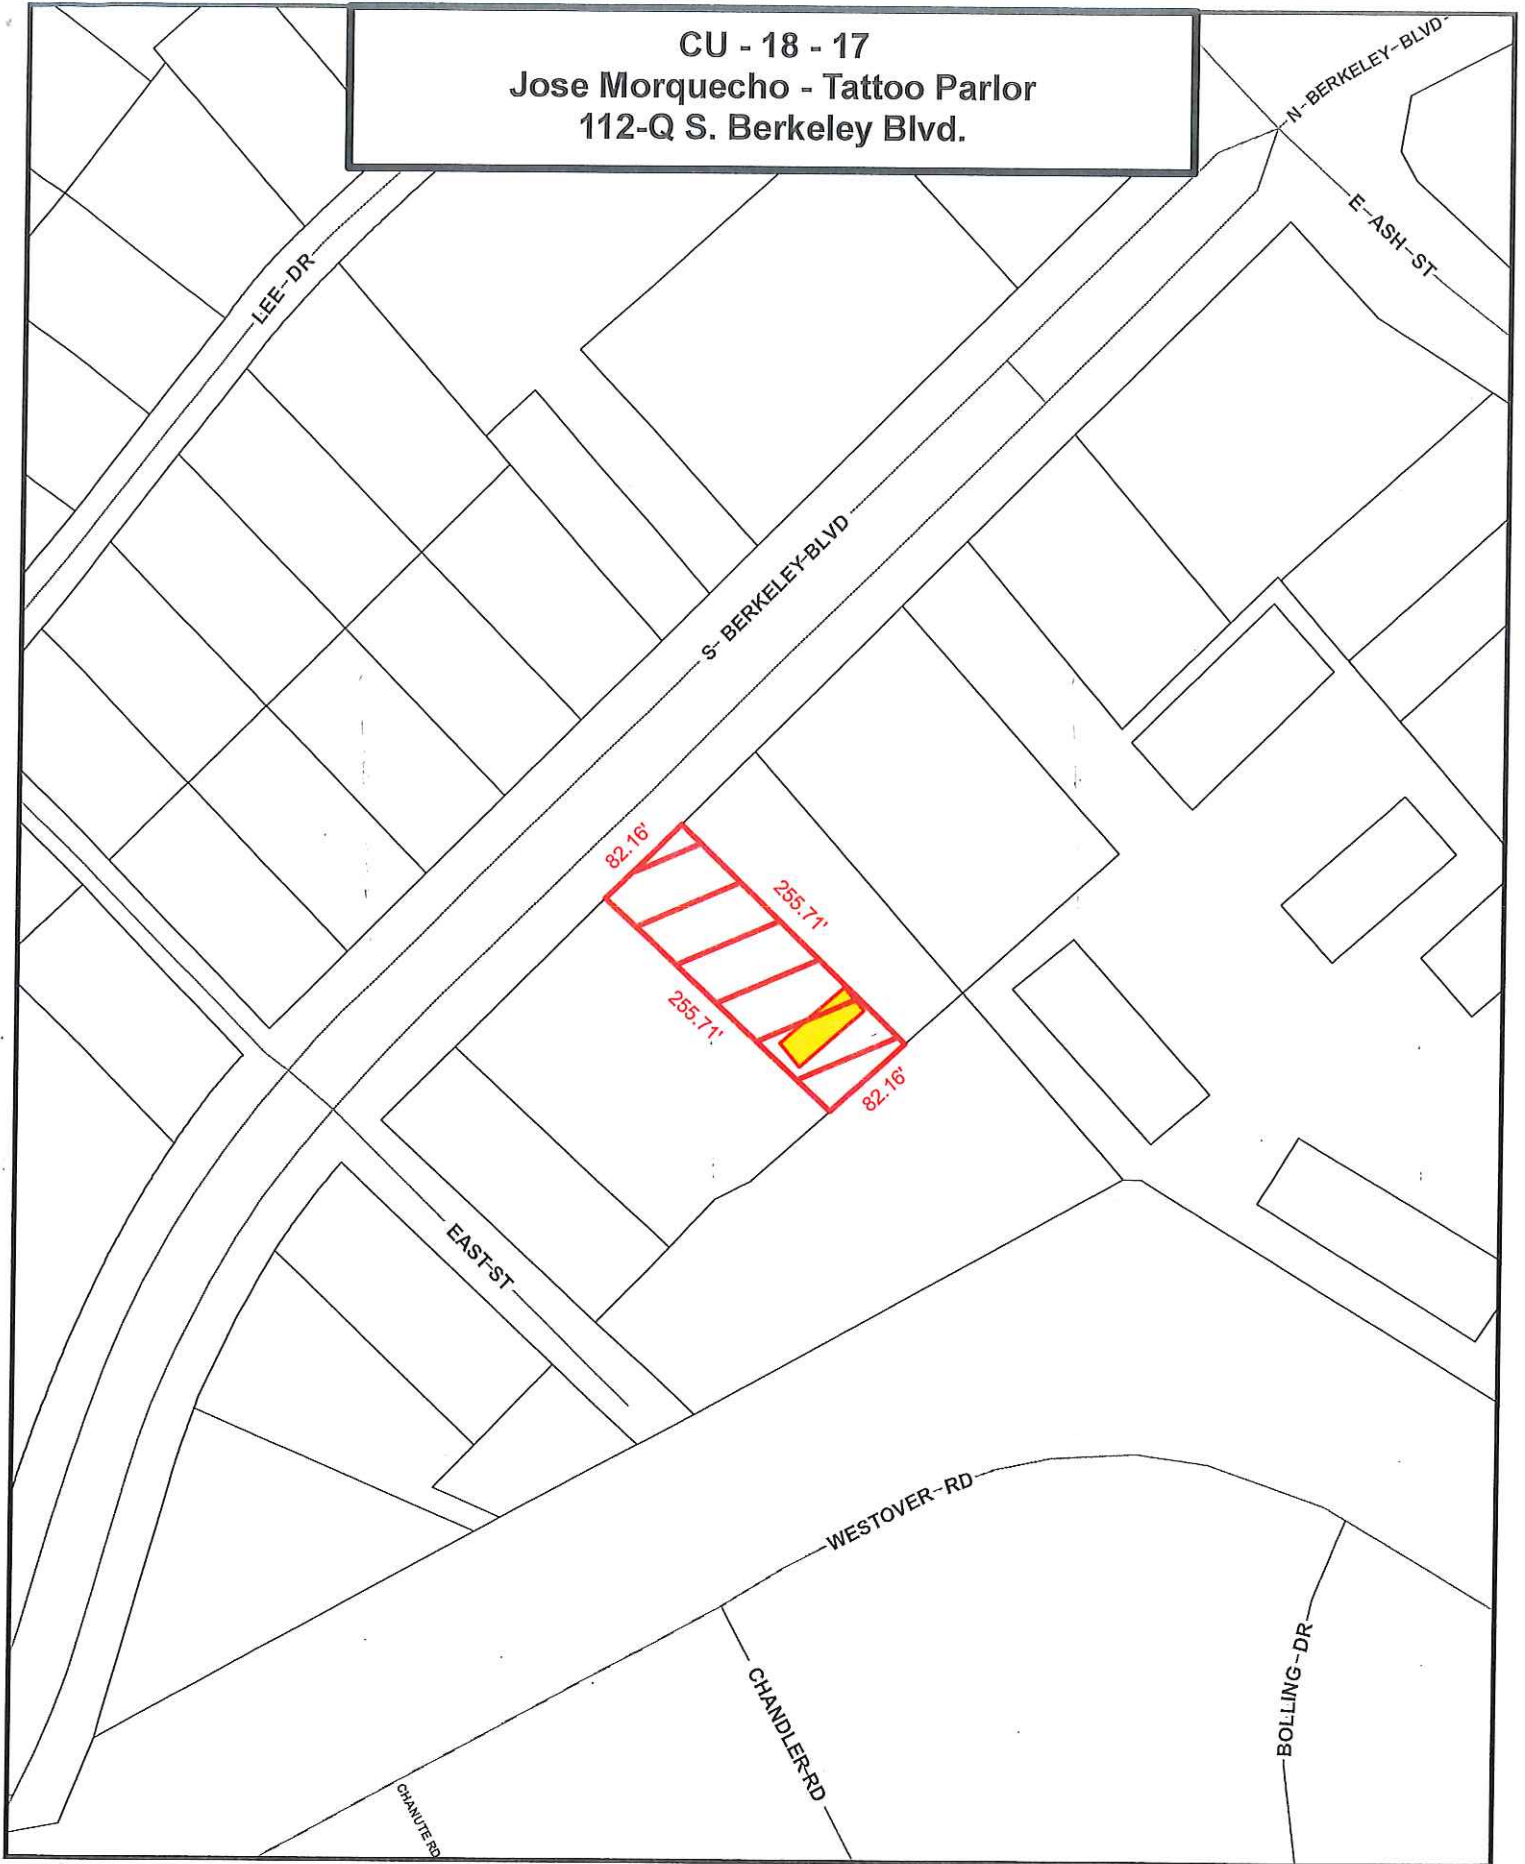 CU - 18 - 17
Jose Morquecho - Tattoo Parlor
112-Q S. Berkeley Blvd.
N- BERKELEY-BLVD-
E-ASH-ST
LEE-DR
S- BERKELEY-BLVD
82.16'
255.71'
255.71'
82.16'
EAST-ST
WESTOVER-RD
CHANDLER-RD
BOLLING-DR
CHANUTE RD